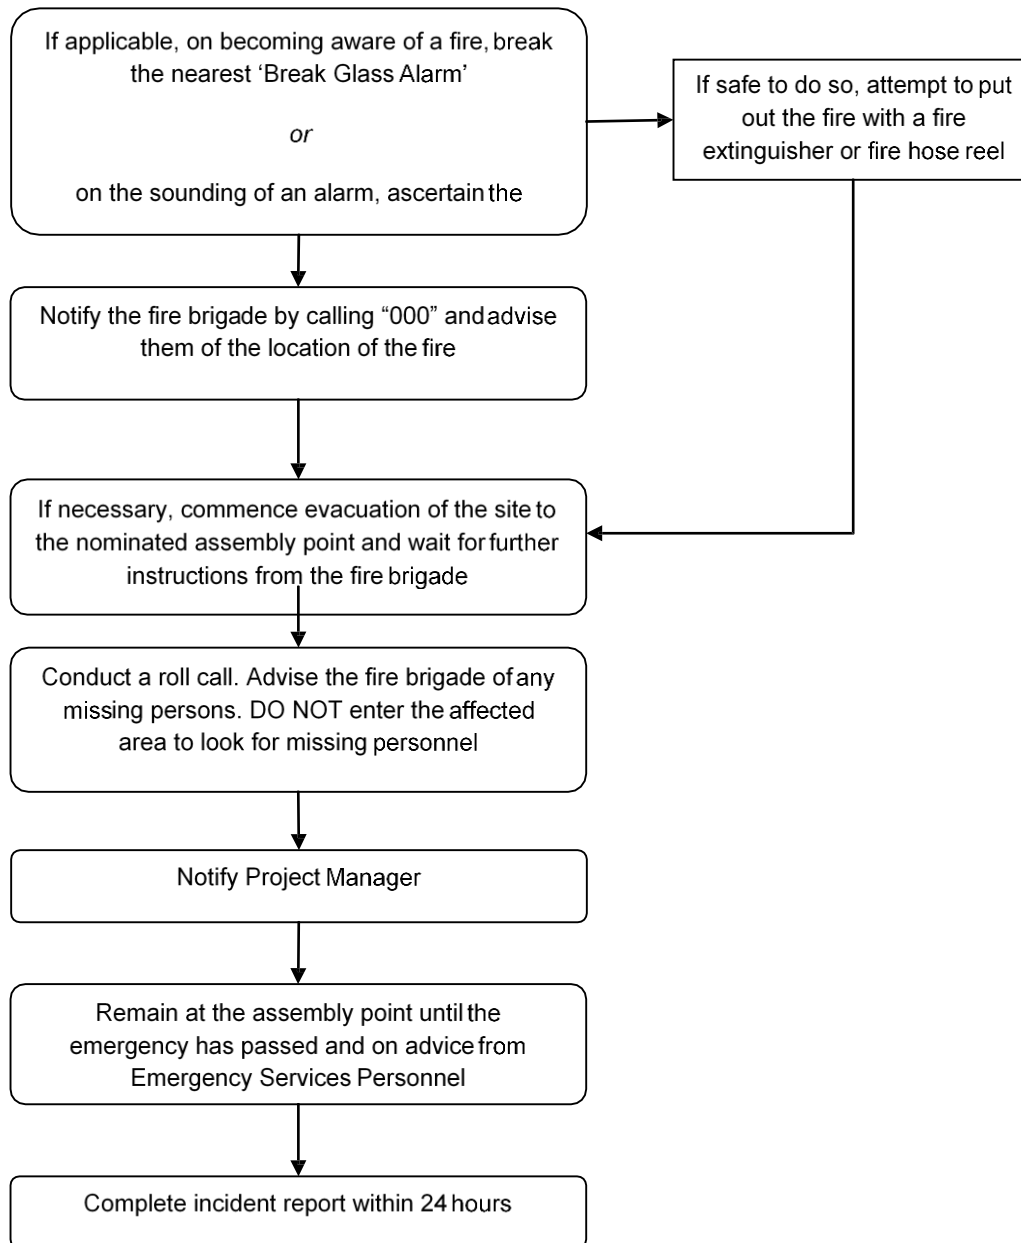 If applicable, on becoming aware of a fire, break
the nearest ‘Break Glass Alarm’
or
on the sounding of an alarm, ascertain the
If safe to do so, attempt to put
out the fire with a fire
extinguisher or fire hose reel
Notify the fire brigade by calling “000” and advise
them of the location of the fire
If necessary, commence evacuation of the site to
the nominated assembly point and wait for further
instructions from the fire brigade
Conduct a roll call. Advise the fire brigade of any
missing persons. DO NOT enter the affected
area to look for missing personnel
Notify Project Manager
Remain at the assembly point until the
emergency has passed and on advice from
Emergency Services Personnel
Complete incident report within 24 hours